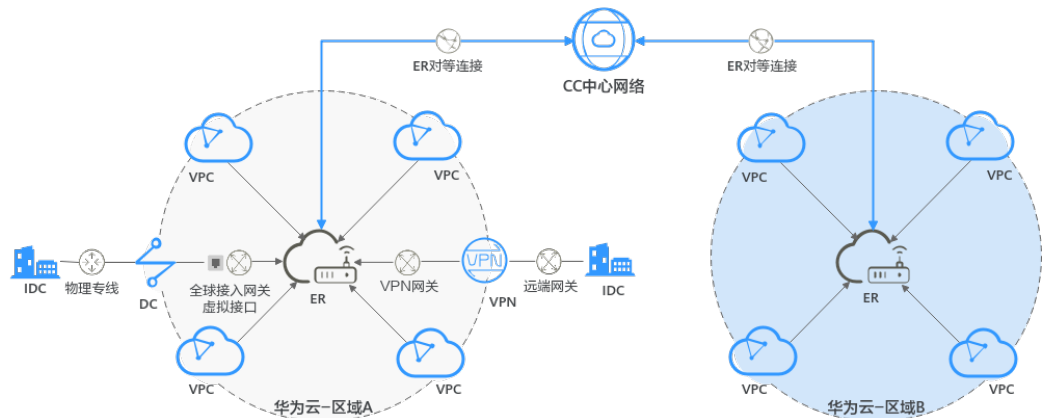 ER对等连接
ER对等连接
CC中心网络
VPC
VPC
VPC
VPC
VPN
IDC
物理专线
DC
全球接入网关
虚拟接口
ER
VPN网关
VPN
远端网关
IDC
ER
VPC
VPC
VPC
VPC
华为云-区域A
华为云-区域B